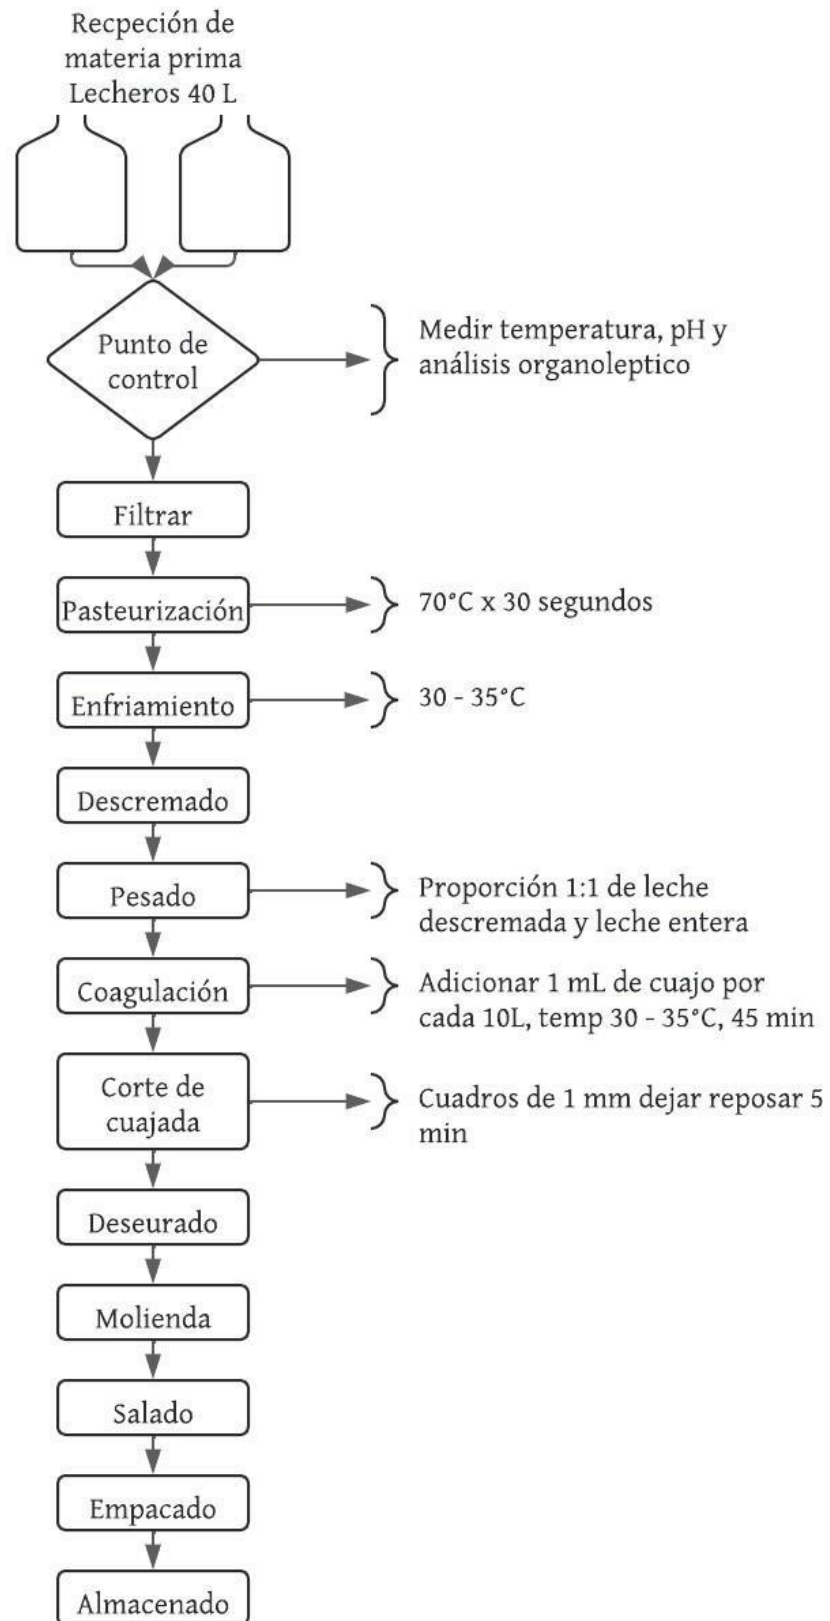 Recpeción de
materia prima
Lecheros 40 L
Punto de
control
Medir temperatura, pH y
análisis organoleptico
Filtrar
Pasteurización
70°C x 30 segundos
Enfriamiento
30 - 35°C
Descremado
Pesado
Proporción 1:1 de leche
descremada y leche entera
Coagulación
Adicionar 1 mL de cuajo por
cada 10L, temp 30 - 35°C, 45 min
Corte de
cuajada
Cuadros de 1 mm dejar reposar 5
min
Deseurado
Molienda
Salado
Empacado
Almacenado